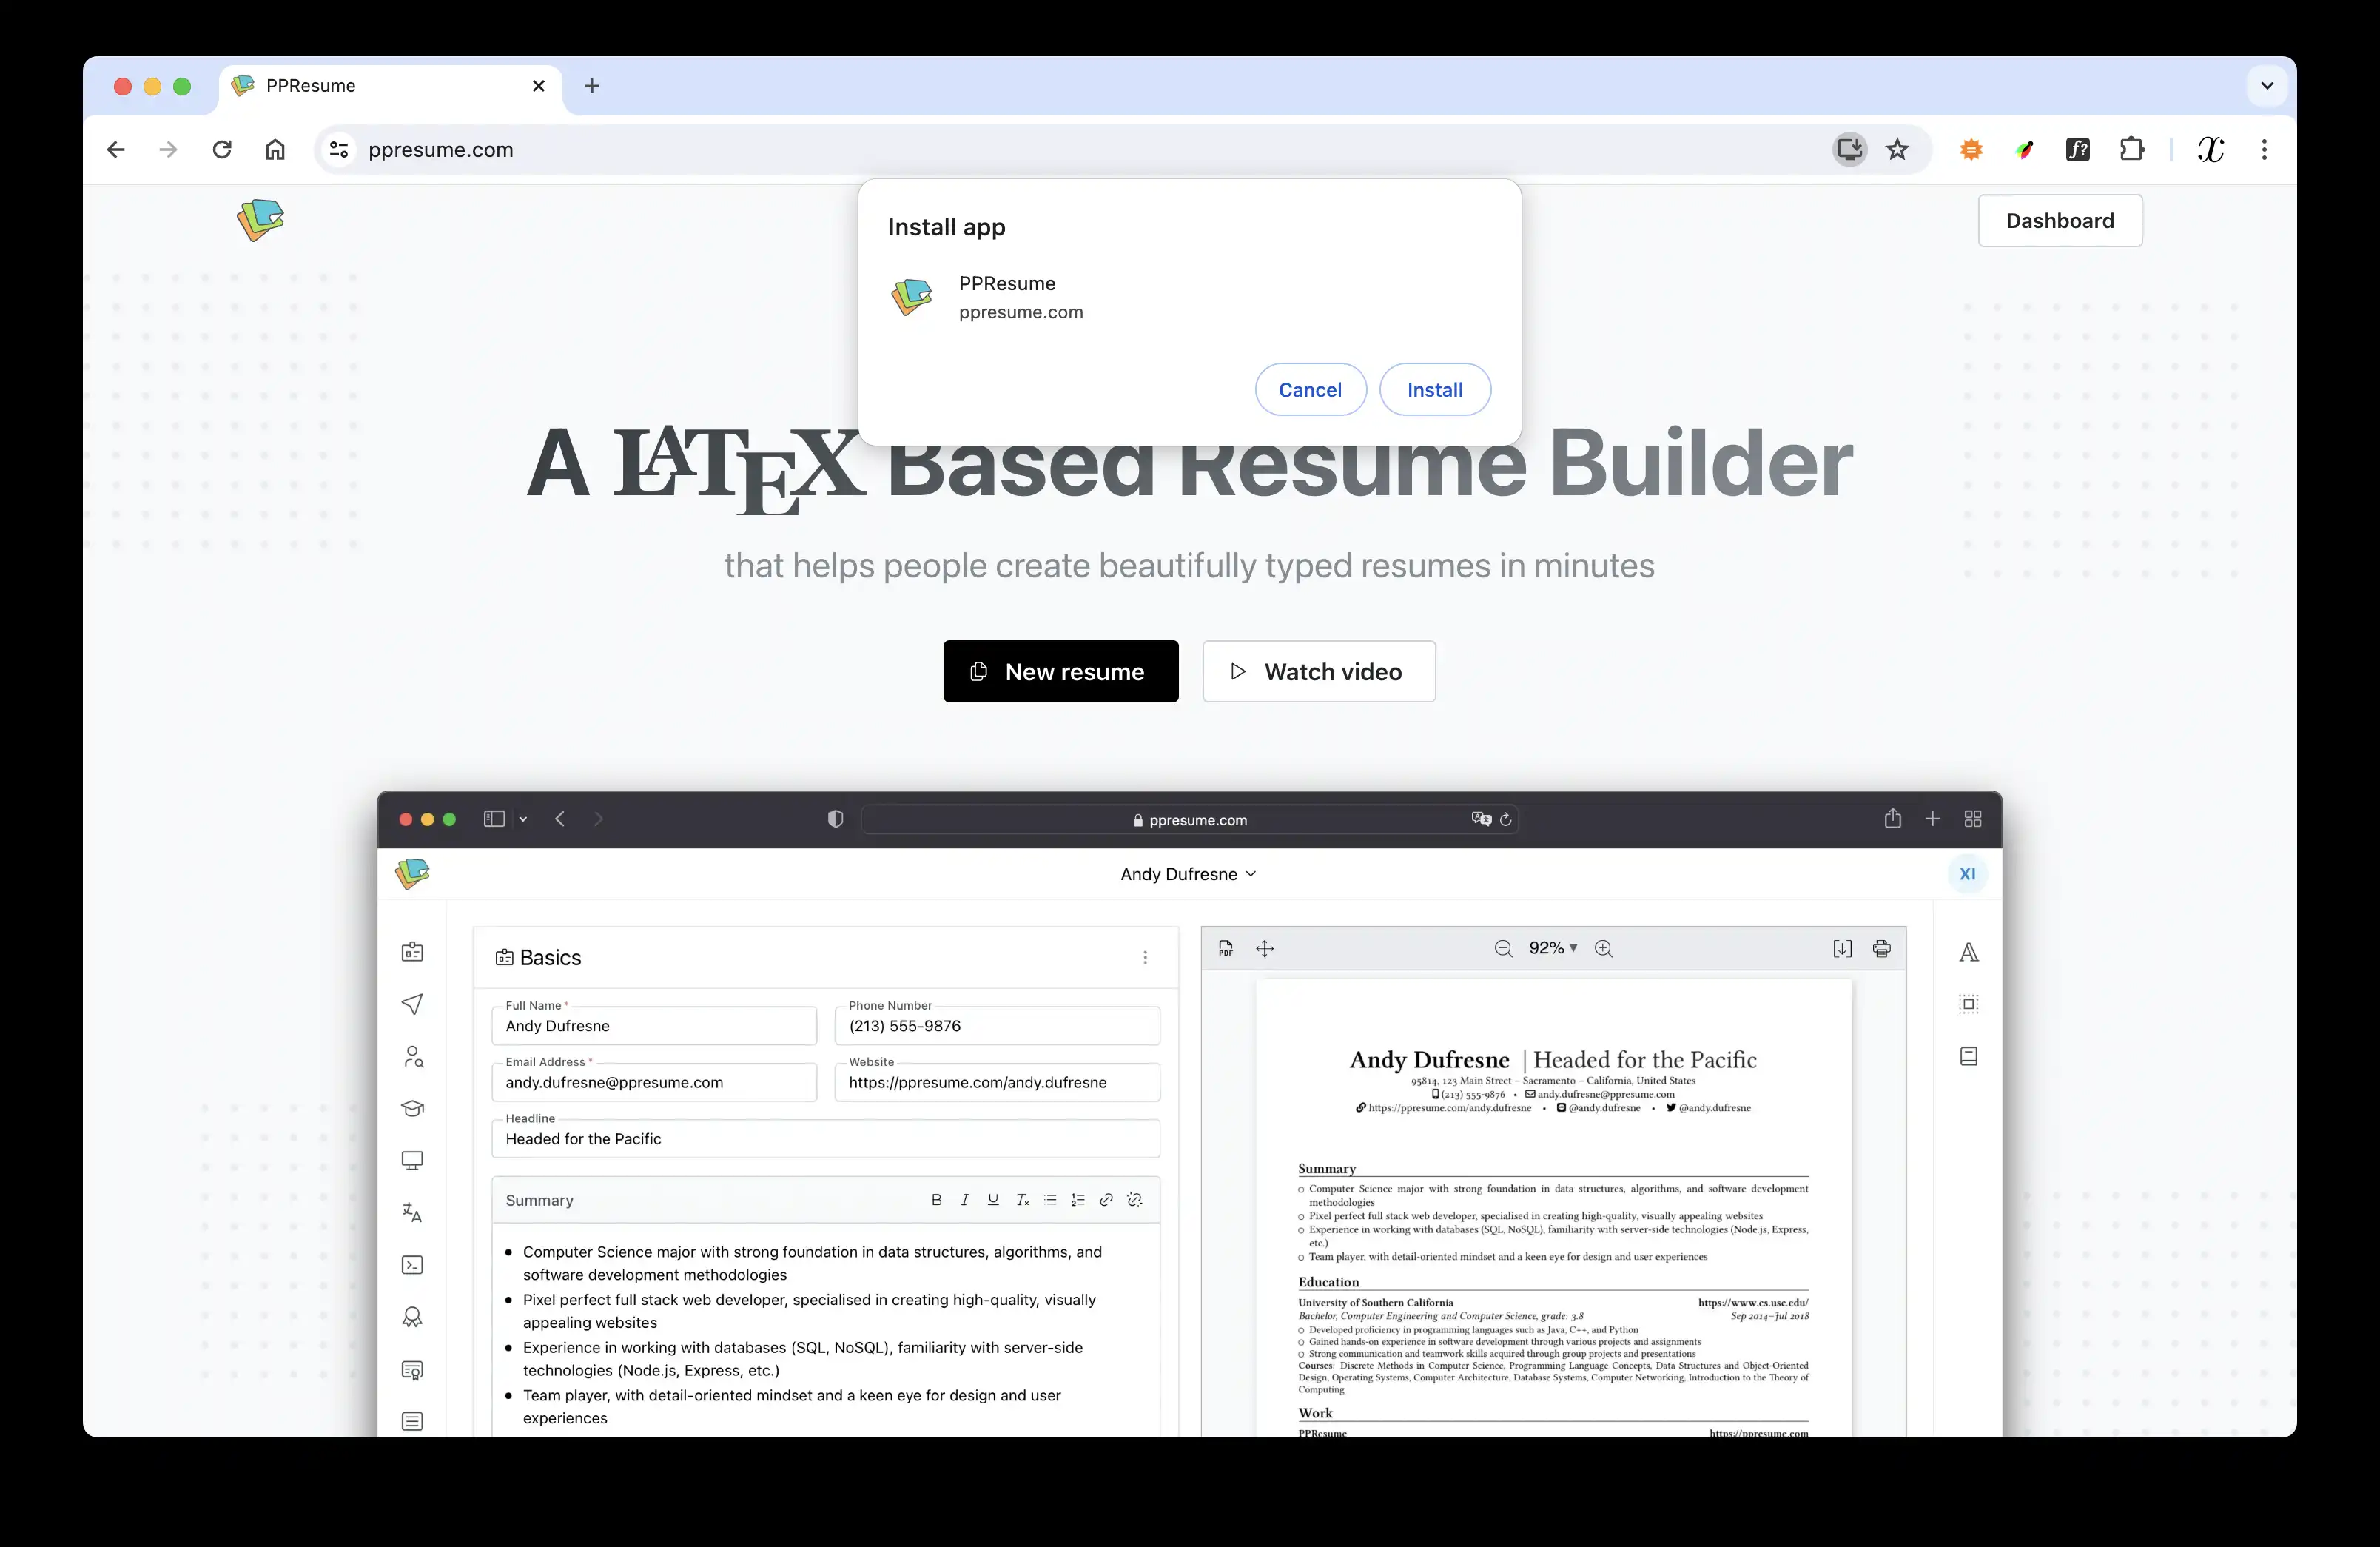 PPResume
ppresume.com
Dashboard
Install app
PPResume
ppresume.com
Cancel
Install
A LATEX Based Resume Builder
that helps people create beautifully typed resumes in minutes
New resume
Watch video
ppresume.com
Andy Dufresne
XI
Basics
Full Name *
Andy Dufresne
Phone Number
(213) 555-9876
Email Address *
andy.dufresne@ppresume.com
Website
https://ppresume.com/andy.dufresne
Headline
Headed for the Pacific
Summary
Computer Science major with strong foundation in data structures, algorithms, and
software development methodologies
Pixel perfect full stack web developer, specialised in creating high-quality, visually
appealing websites
Experience in working with databases (SQL, NoSQL), familiarity with server-side
technologies (Node.js, Express, etc.)
Team player, with detail-oriented mindset and a keen eye for design and user
experiences
PDF
92%
Andy Dufresne | Headed for the Pacific
95814, 123 Main Street – Sacramento – California, United States
(213) 555-9876 • andy.dufresne@ppresume.com
https://ppresume.com/andy.dufresne • @andy.dufresne • @andy.dufresne
Summary
Computer Science major with strong foundation in data structures, algorithms, and software development
methodologies
Pixel perfect full stack web developer, specialised in creating high-quality, visually appealing websites
Experience in working with databases (SQL, NoSQL), familiarity with server-side technologies (Node.js, Express,
etc.)
Team player, with detail-oriented mindset and a keen eye for design and user experiences
Education
University of Southern California https://www.cs.usc.edu/
Bachelor, Computer Engineering and Computer Science, grade: 3.8 Sep 2014–Jul 2018
Developed proficiency in programming languages such as Java, C++, and Python
Gained hands-on experience in software development through various projects and assignments
Strong communication and teamwork skills acquired through group projects and presentations
Courses: Discrete Methods in Computer Science, Programming Language Concepts, Data Structures and Object-Oriented
Design, Operating Systems, Computer Architecture, Database Systems, Computer Networking, Introduction to the Theory of
Computing
Work
PPResume https://ppresume.com